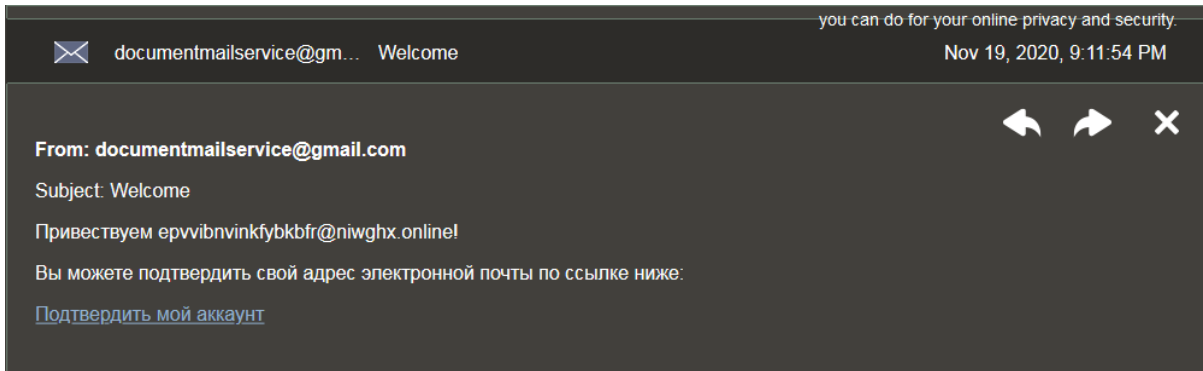 you can do for your online privacy and security.
documentmailservice@gm... Welcome Nov 19, 2020, 9:11:54 PM
From: documentmailservice@gmail.com
Subject: Welcome
Привествуем epvvibnvinkfybkbfr@niwghx.online!
Вы можете подтвердить свой адрес электронной почты по ссылке ниже:
Подтвердить мой аккаунт